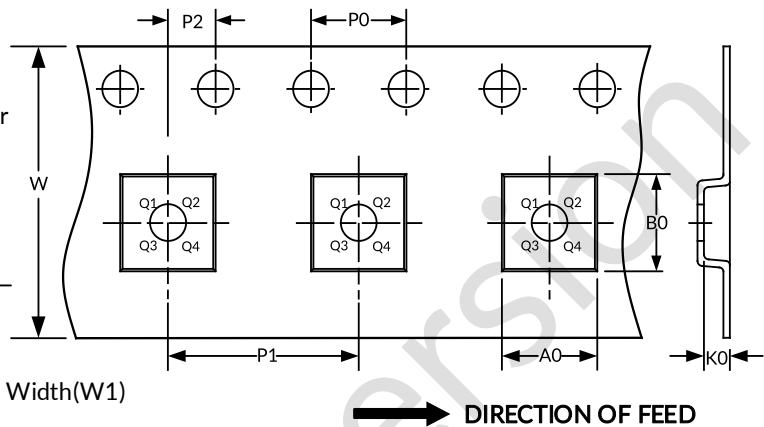 P2
P0
r
W
Q1 Q2
Q3 Q4
Q1 Q2
Q3 Q4
Q1 Q2
Q3 Q4
B0
P1
A0
K0
Width(W1)
DIRECTION OF FEED
ersion